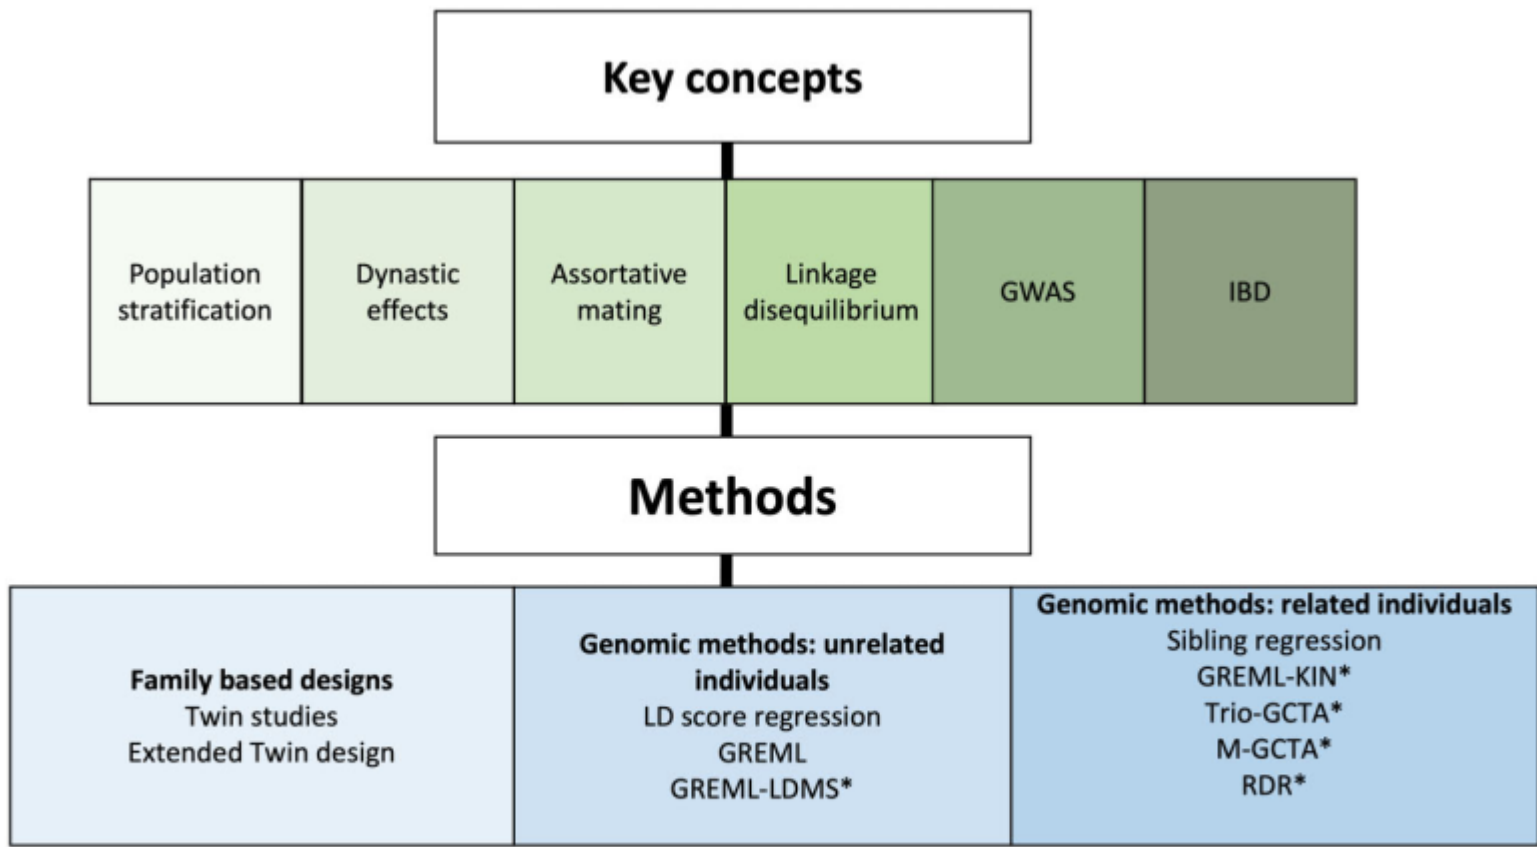 Key concepts
Population
stratification
Dynastic
effects
Assortative
mating
Linkage
disequilibrium
GWAS
IBD
Methods
Family based designs
Twin studies
Extended Twin design
Genomic methods: unrelated
individuals
LD score regression
GREML
GREML-LDMS*
Genomic methods: related individuals
Sibling regression
GREML-KIN*
Trio-GCTA*
M-GCTA*
RDR*